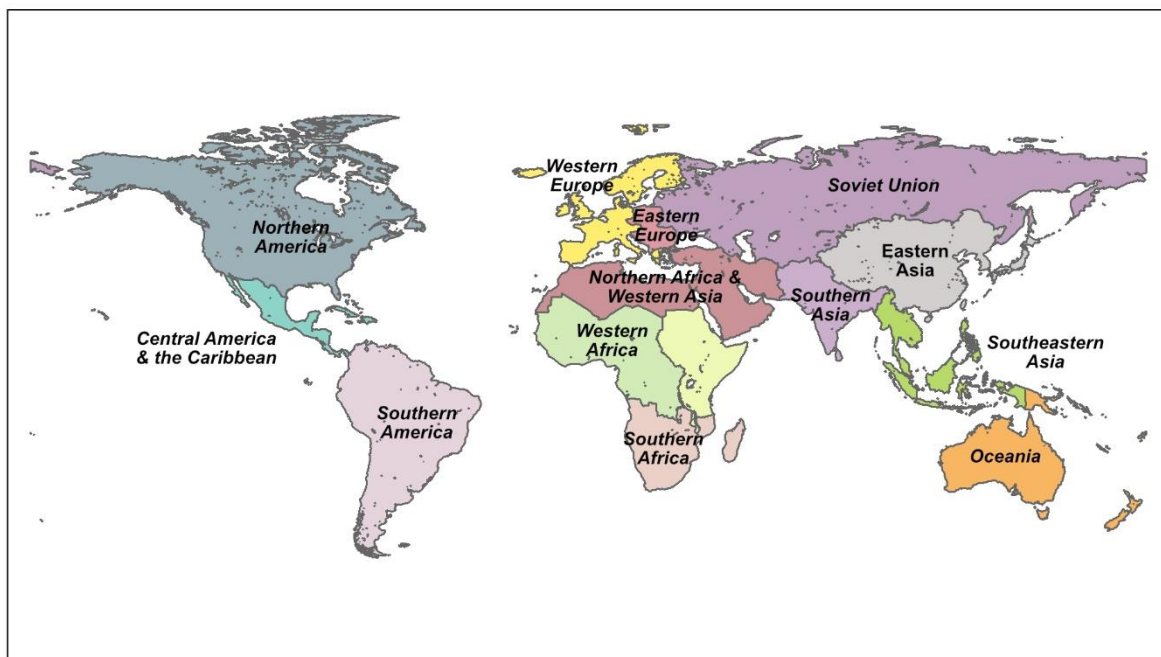 Western
Europe
Soviet Union
Northern
America
Eastern
Europe
Eastern
Asia
Northern Africa &
Western Asia
Southern
Asia
Central America
& the Caribbean
Western
Africa
Southeastern
Asia
Southern
America
Southern
Africa
Oceania